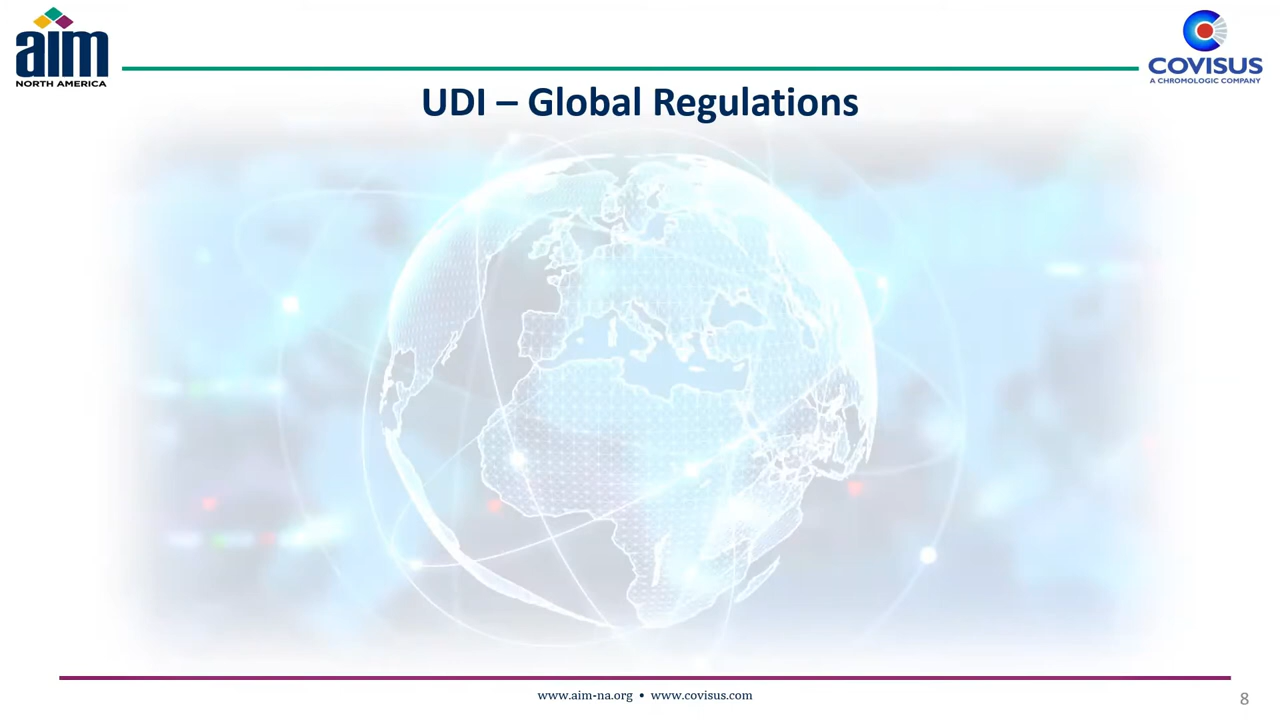 aim
NORTH AMERICA
COVISUS
A CHROMOLOGIC COMPANY
UDI – Global Regulations
www.aim-na.org • www.covisus.com
8